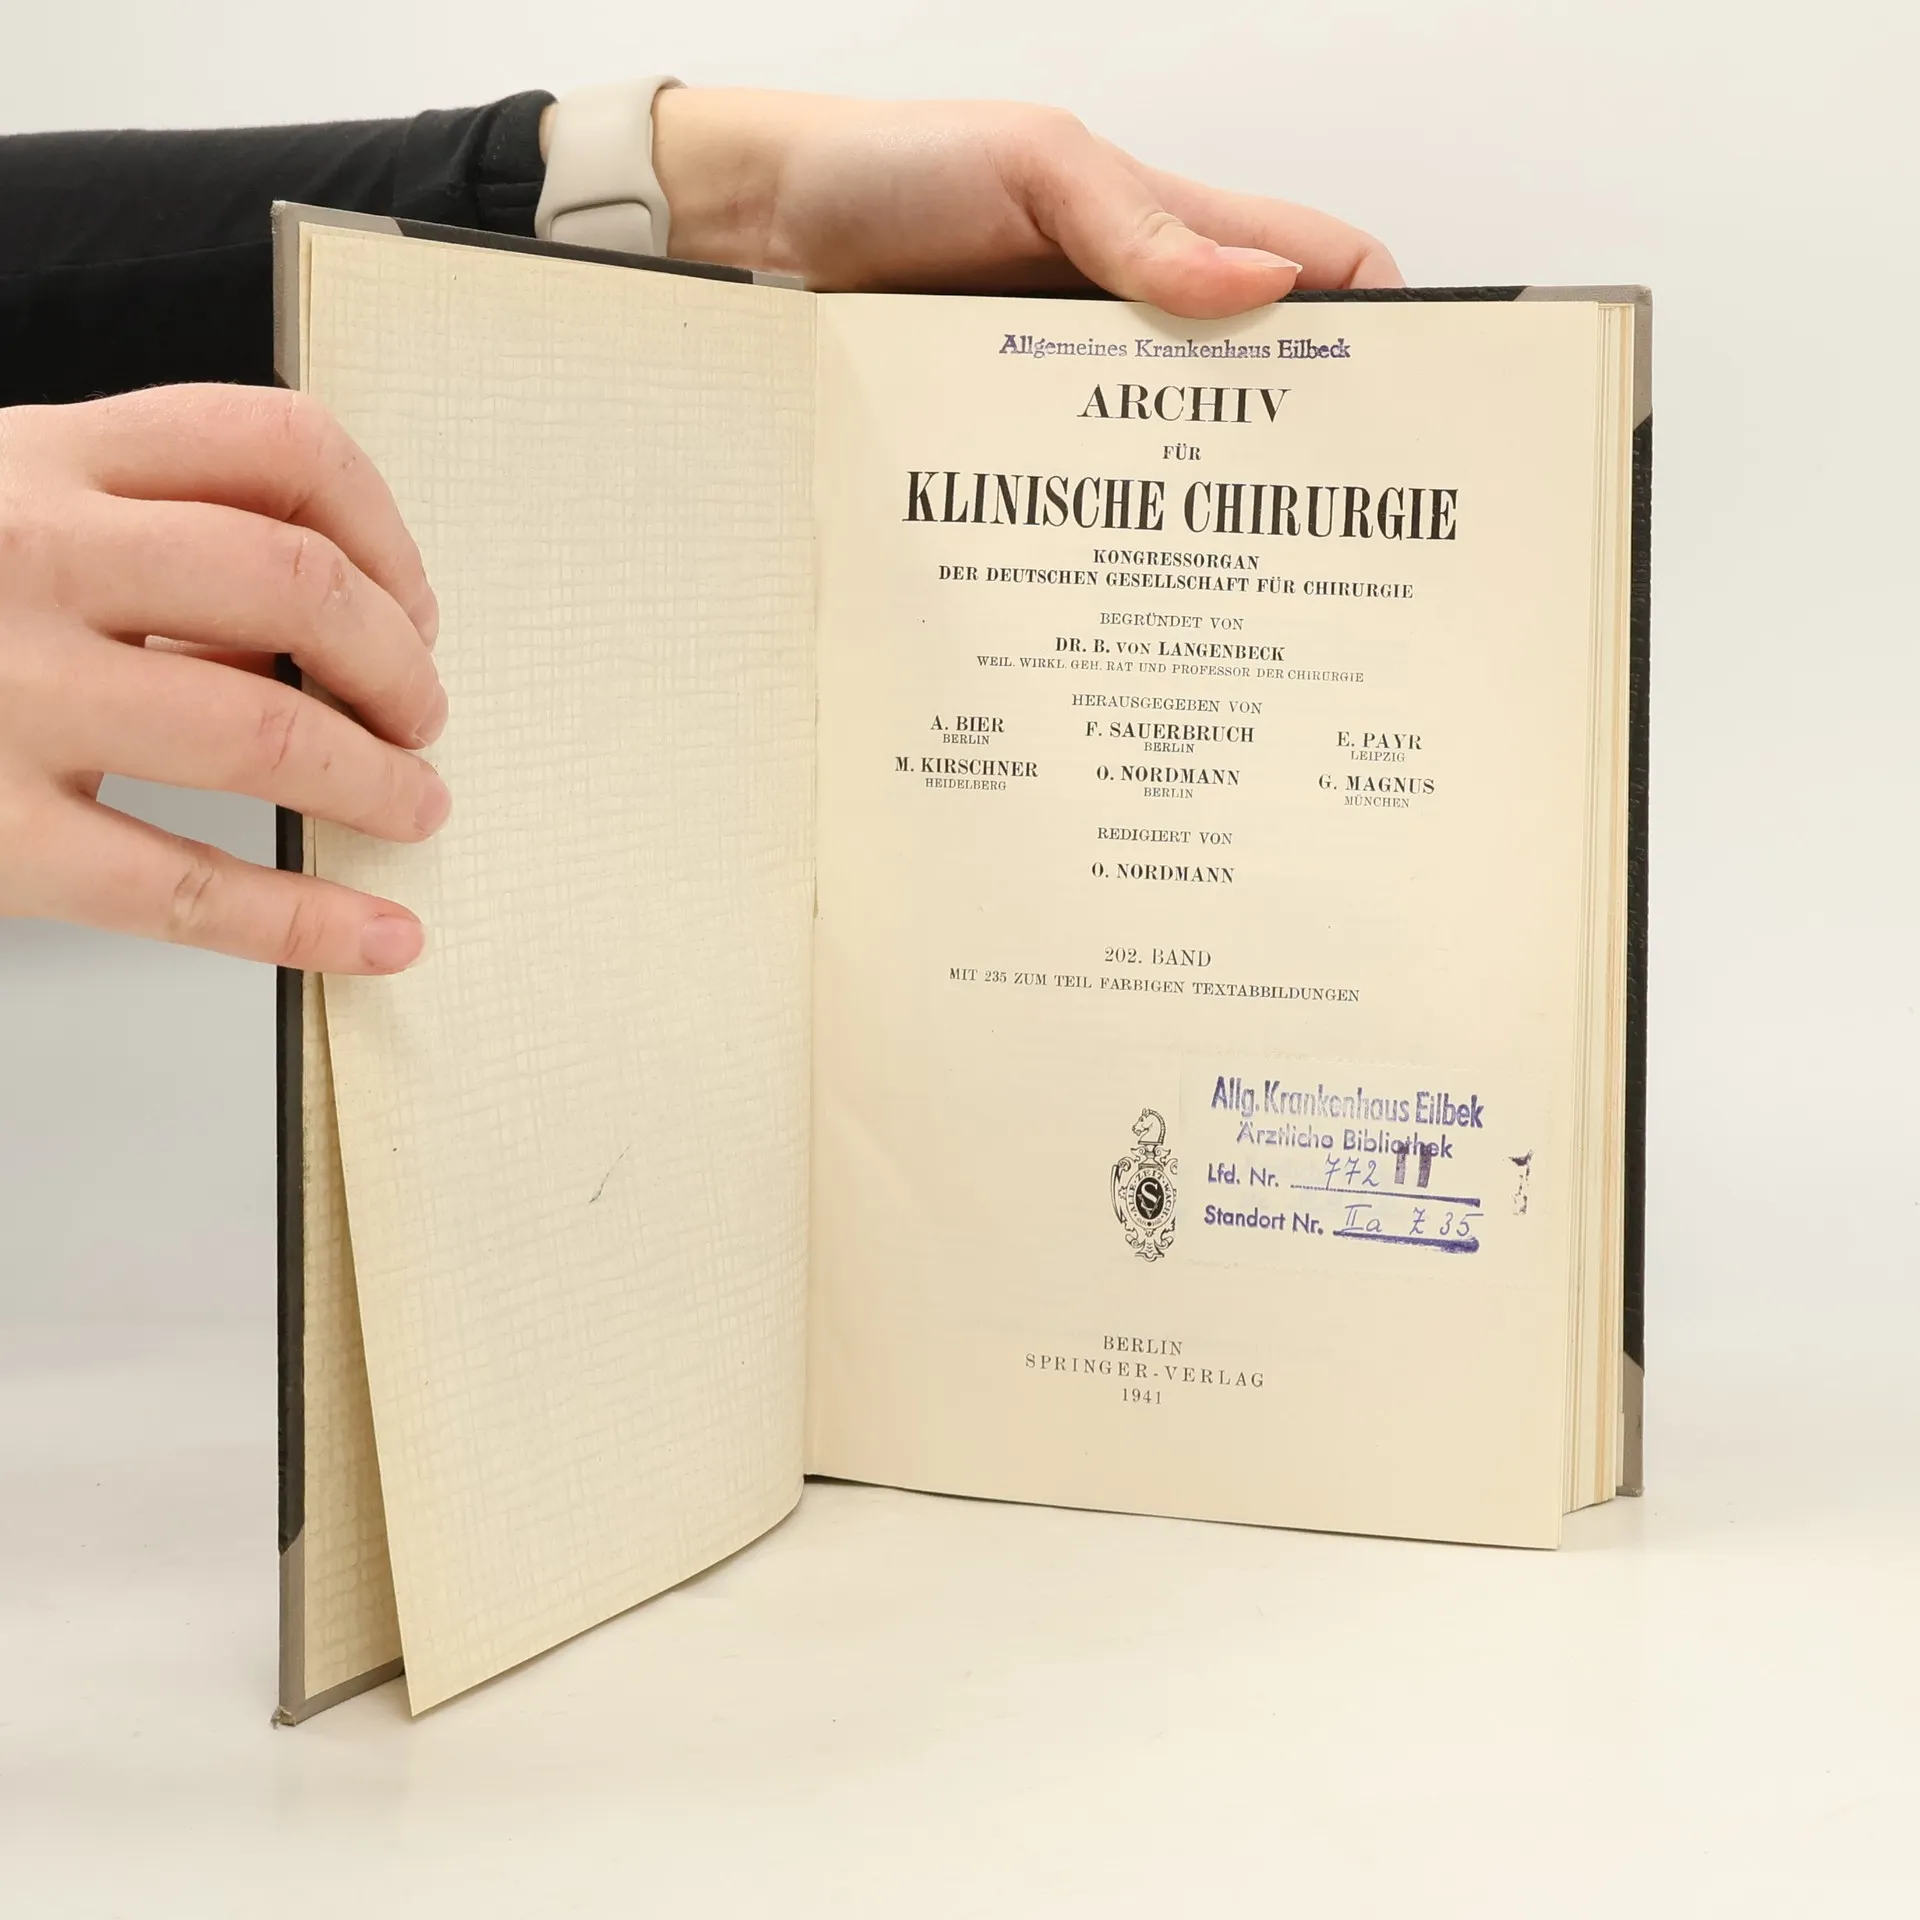 Allgemeines Krankenhaus Eilbeck
ARCHIV
FÜR
KLINISCHE CHIRURGIE
KONGRESSORGAN
DER DEUTSCHEN GESELLSCHAFT FÜR CHIRURGIE
BEGRÜNDET VON
DR. B. VON LANGENBECK
WEIL. WIRKL. GEH. RAT UND PROFESSOR DER CHIRURGIE
HERAUSGEGEBEN VON
A. BIER F. SAUERBRUCH E. PAYR
BERLIN BERLIN LEIPZIG
M. KIRSCHNER O. NORDMANN G. MAGNUS
HEIDELBERG BERLIN MÜNCHEN
REDIGIERT VON
O. NORDMANN
202. BAND
MIT 235 ZUM TEIL FARBIGEN TEXTABBILDUNGEN
Allg. Krankenhaus Eilbek
Ärztliche Bibliothek
Lfd. Nr. 772 II
Standort Nr. IIa Z 35
BERLIN
SPRINGER-VERLAG
1941